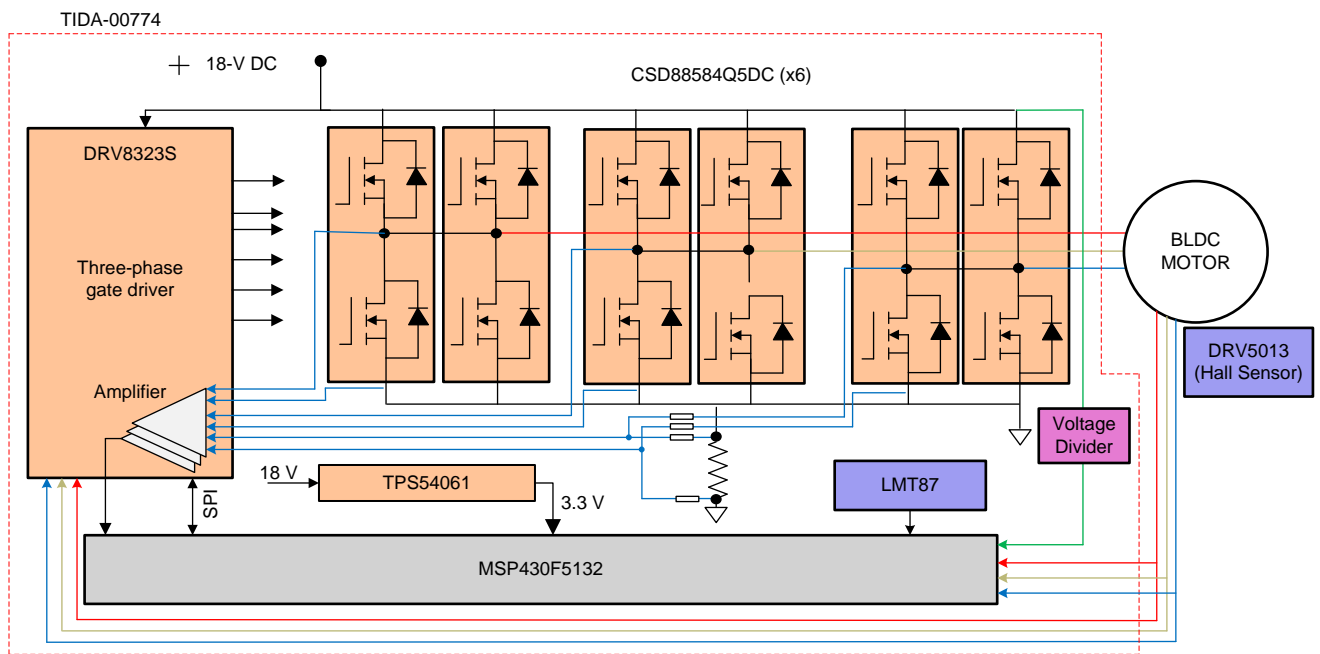 TIDA-00774
+ 18-V DC
CSD88584Q5DC (x6)
DRV8323S
Three-phase
gate driver
Amplifier
BLDC
MOTOR
DRV5013
(Hall Sensor)
Voltage
Divider
18 V
TPS54061
3.3 V
LMT87
SPI
MSP430F5132